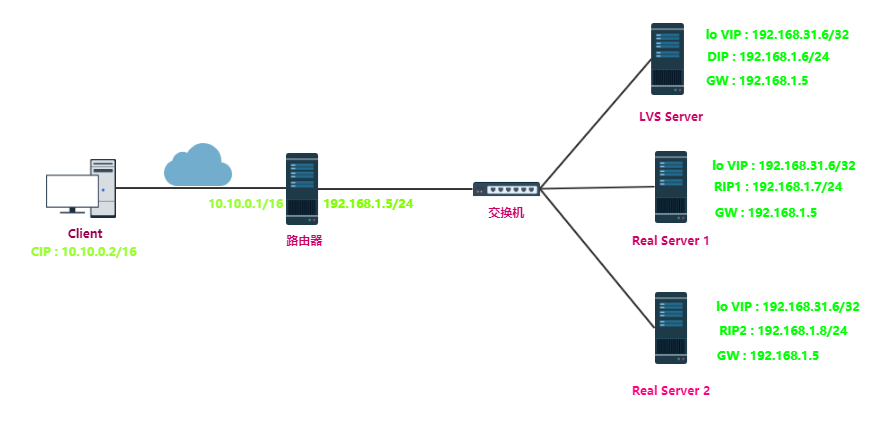 Client
CIP : 10.10.0.2/16
10.10.0.1/16
192.168.1.5/24
路由器
交换机
lo VIP : 192.168.31.6/32
DIP : 192.168.1.6/24
GW : 192.168.1.5
LVS Server
lo VIP : 192.168.31.6/32
RIP1 : 192.168.1.7/24
GW : 192.168.1.5
Real Server 1
lo VIP : 192.168.31.6/32
RIP2 : 192.168.1.8/24
GW : 192.168.1.5
Real Server 2